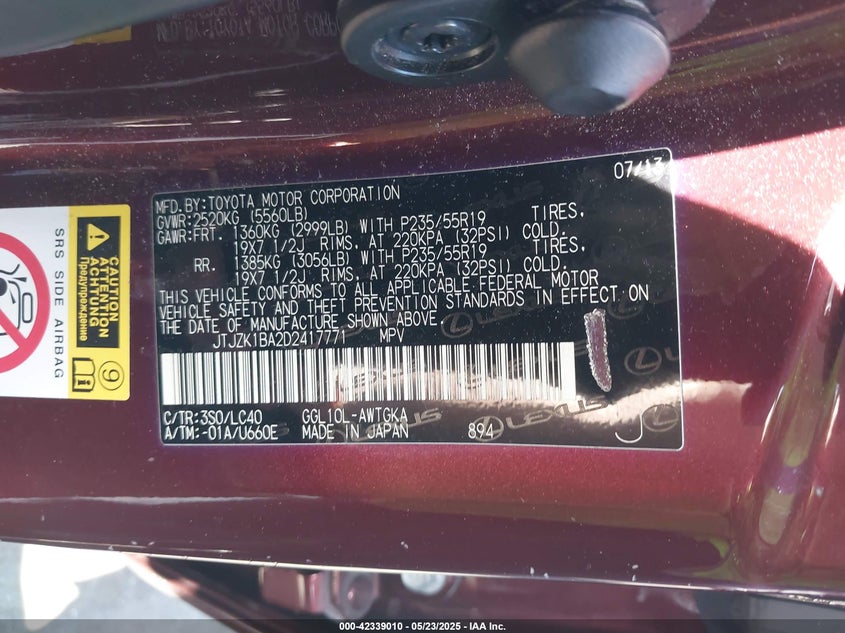 07/13
MFD.BY:TOYOTA MOTOR CORPORATION
GVWR:2520KG (5560LB)
GAWR:FRT. 1360KG (2999LB) WITH P235/55R19 TIRES,
19X7 1/2J RIMS, AT 220KPA (32PSI) COLD.
RR. 1385KG (3056LB) WITH P235/55R19 TIRES,
19X7 1/2J RIMS, AT 220KPA (32PSI) COLD.
THIS VEHICLE CONFORMS TO ALL APPLICABLE FEDERAL MOTOR
VEHICLE SAFETY AND THEFT PREVENTION STANDARDS IN EFFECT ON
THE DATE OF MANUFACTURE SHOWN ABOVE.
JTJZK1BA2D2417771 MPV
C/TR:3S0/LC40 GGL10L-AWTGKA
A/TM:-01A/U660E MADE IN JAPAN 894
LEXUS
SRS SIDE AIRBAG
CAUTION
ATTENTION
ACHTUNG
Предупреждение
9
000-42339010 - 05/23/2025 - IAA Inc.